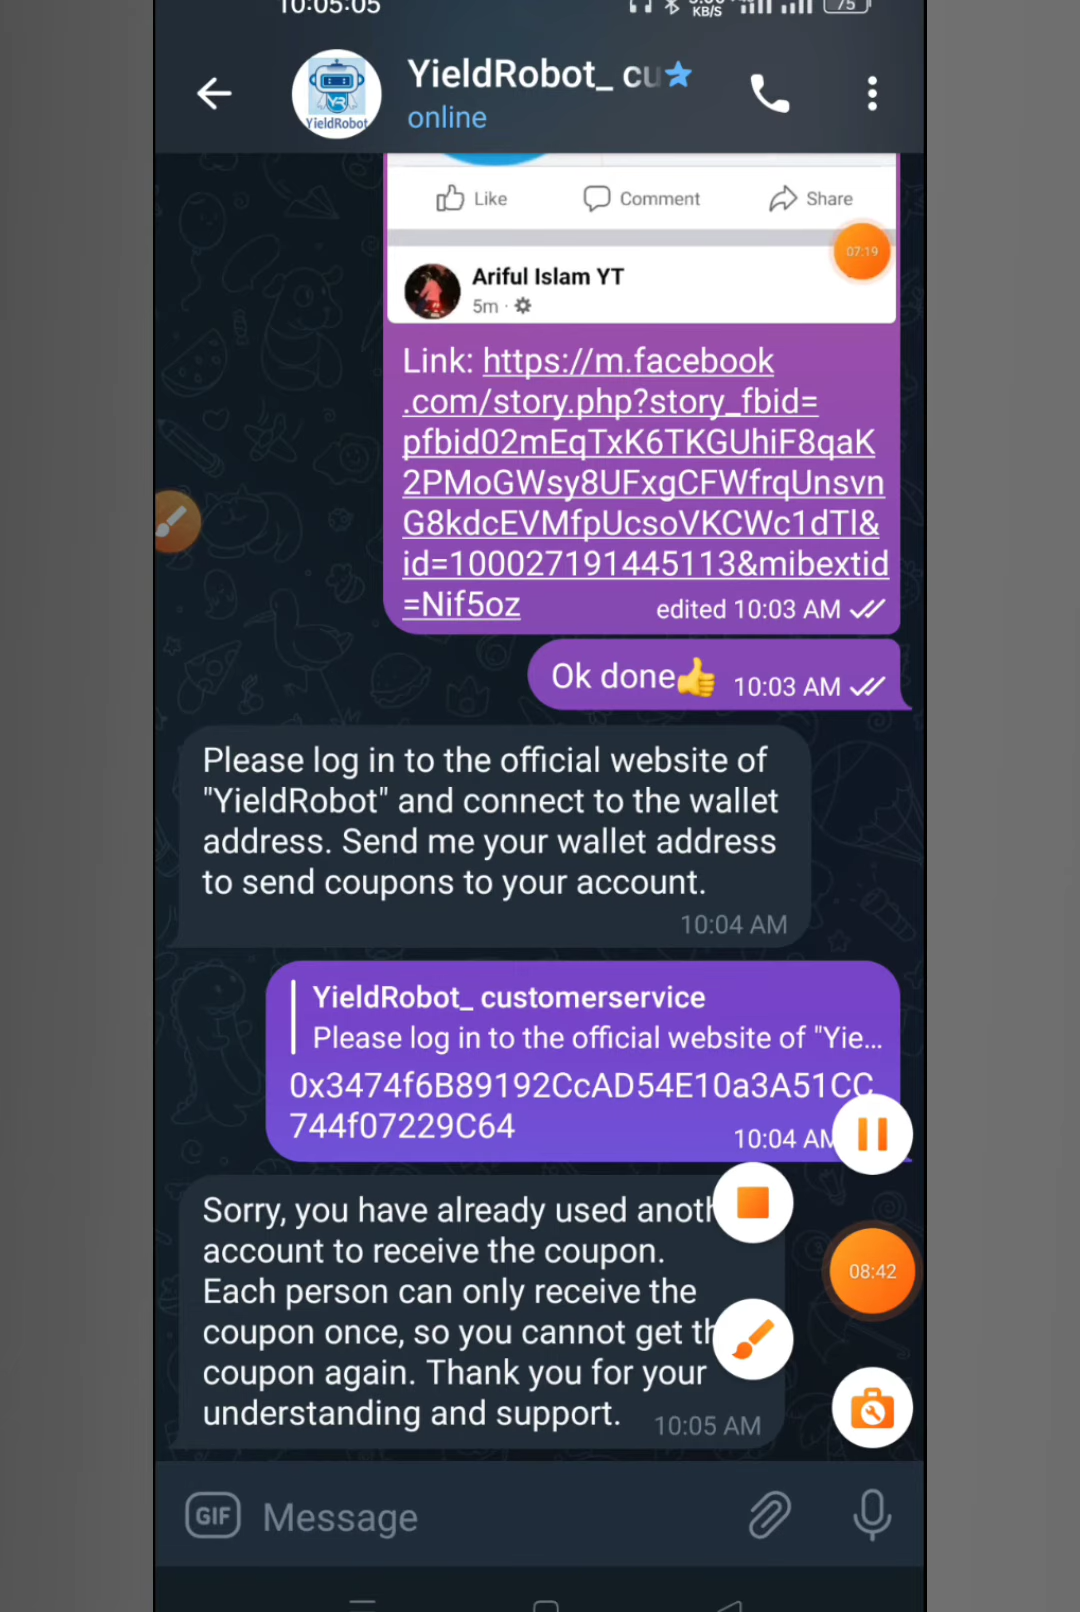 10:05:05
KB/S
75
YieldRobot_ cu
online
YR
YieldRobot
Like
Comment
Share
07:19
Ariful Islam YT
5m ·
Link: https://m.facebook
.com/story.php?story_fbid=
pfbid02mEqTxK6TKGUhiF8qaK
2PMoGWsy8UFxgCFWfrqUnsvn
G8kdcEVMfpUcsoVKCWc1dTl&
id=100027191445113&mibextid
=Nif5oz
edited 10:03 AM
Ok done👍
10:03 AM
Please log in to the official website of
"YieldRobot" and connect to the wallet
address. Send me your wallet address
to send coupons to your account.
10:04 AM
YieldRobot_ customerservice
Please log in to the official website of "Yie...
0x3474f6B89192CcAD54E10a3A51CC
744f07229C64
10:04 AM
Sorry, you have already used anoth
account to receive the coupon.
Each person can only receive the
coupon once, so you cannot get th
coupon again. Thank you for your
understanding and support.
10:05 AM
08:42
GIF
Message